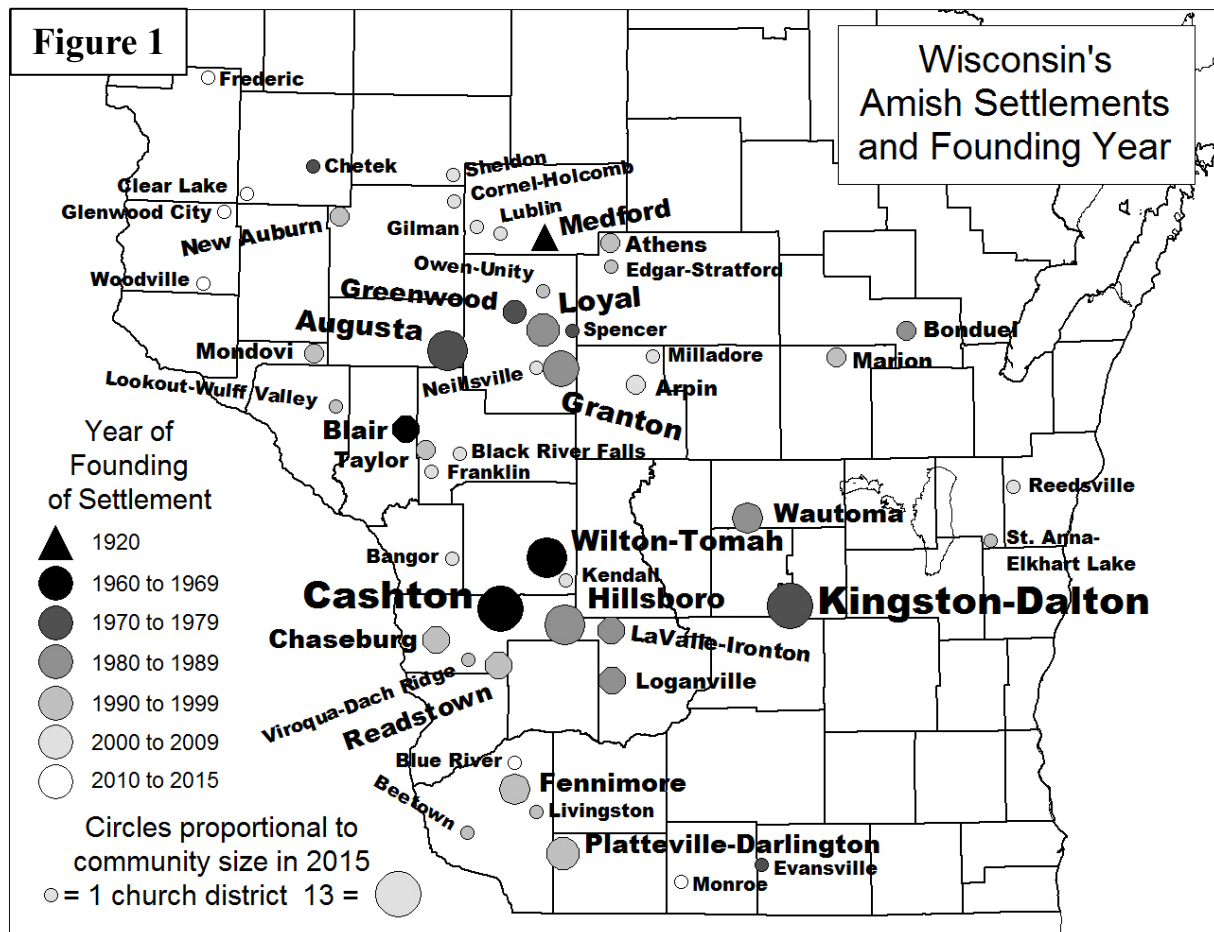 Figure 1
Wisconsin's
Amish Settlements
and Founding Year
Frederic
Chetek
Sheldon
Cornel-Holcomb
Clear Lake
Glenwood City
Lublin
Gilman
Medford
New Auburn
Athens
Edgar-Stratford
Owen-Unity
Woodville
Greenwood
Loyal
Augusta
Spencer
Bonduel
Mondovi
Milladore
Marion
Neillsville
Arpin
Lookout-Wulff Valley
Granton
Blair
Taylor
Black River Falls
Franklin
Reedsville
Wautoma
Wilton-Tomah
St. Anna-
Elkhart Lake
Bangor
Kendall
Cashton
Hillsboro
Kingston-Dalton
Chaseburg
LaValle-Ironton
Viroqua-Dach Ridge
Loganville
Readstown
Blue River
Fennimore
Beetown
Livingston
Platteville-Darlington
Evansville
Monroe
Year of
Founding
of Settlement
1920
1960 to 1969
1970 to 1979
1980 to 1989
1990 to 1999
2000 to 2009
2010 to 2015
Circles proportional to
community size in 2015
= 1 church district 13 =